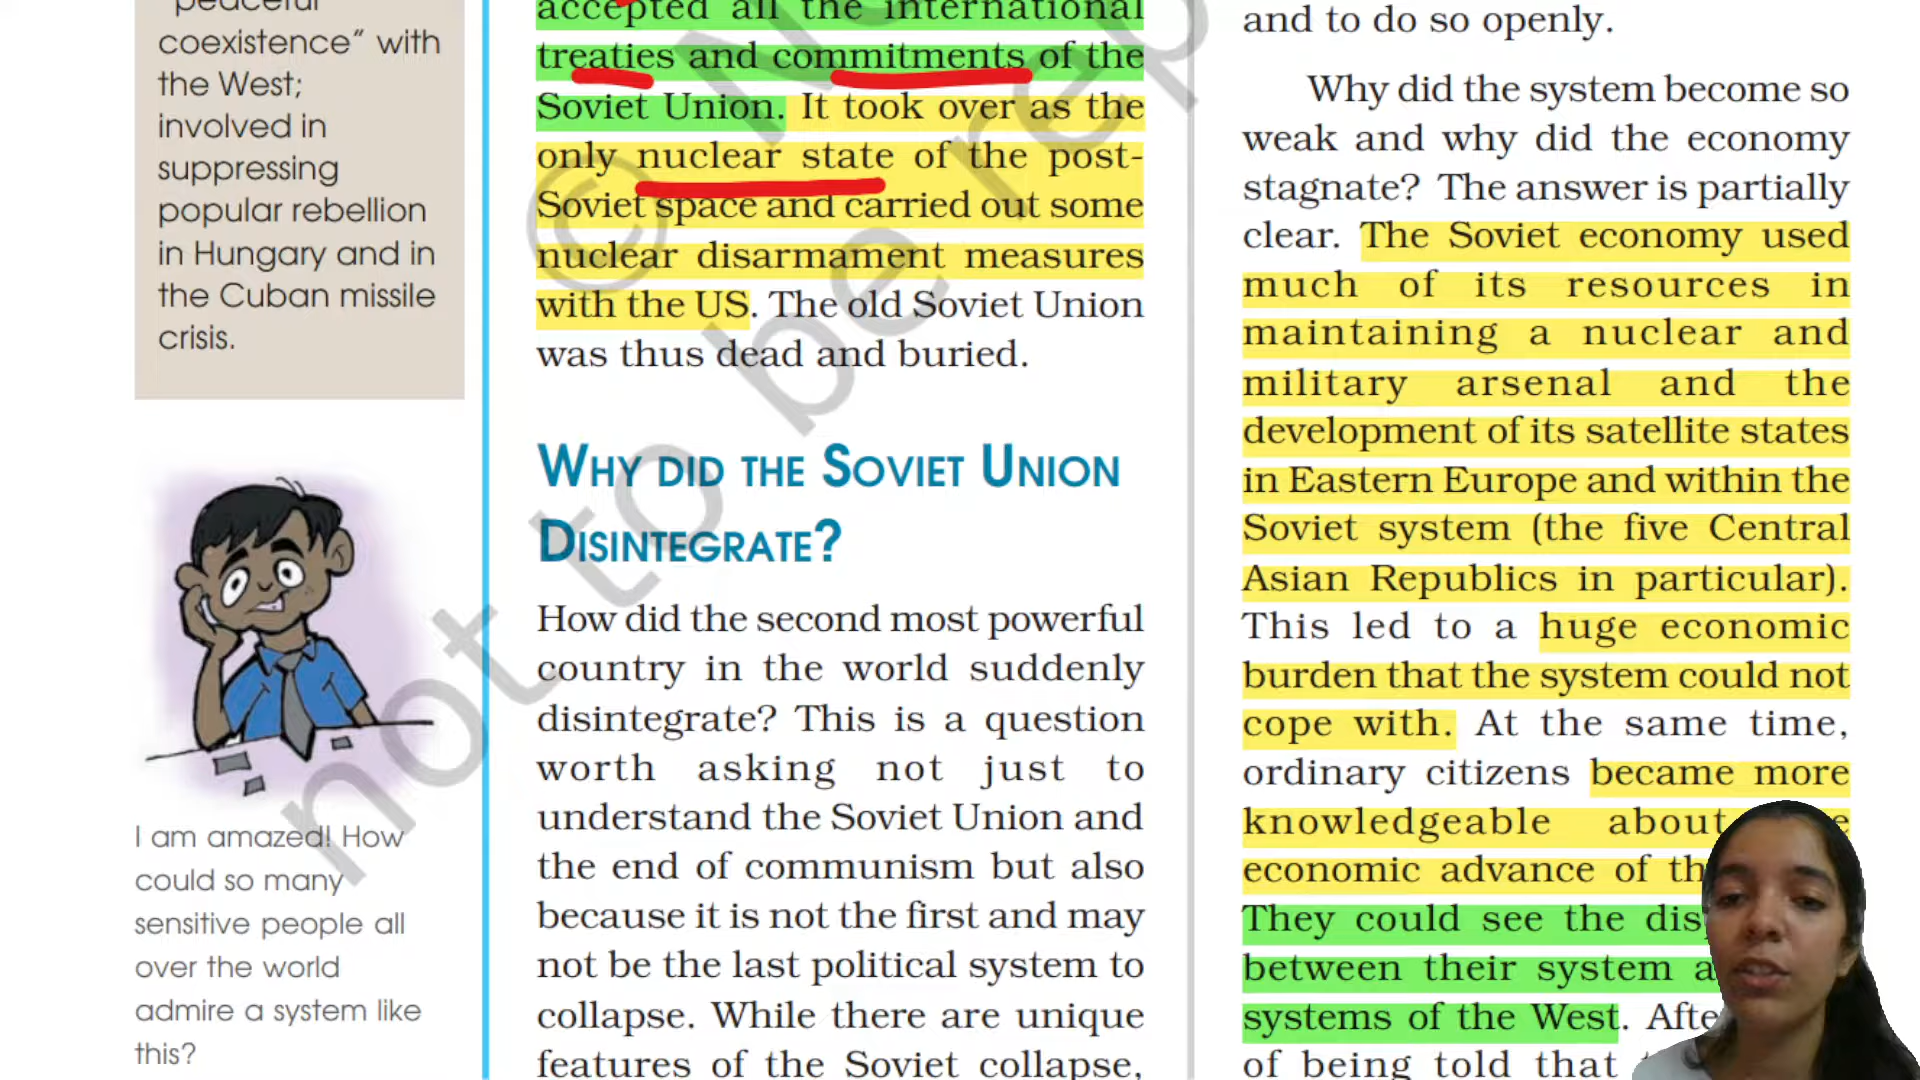 "peaceful
coexistence" with
the West;
involved in
suppressing
popular rebellion
in Hungary and in
the Cuban missile
crisis.
I am amazed! How
could so many
sensitive people all
over the world
admire a system like
this?
accepted all the international
treaties and commitments of the
Soviet Union. It took over as the
only nuclear state of the post-
Soviet space and carried out some
nuclear disarmament measures
with the US. The old Soviet Union
was thus dead and buried.
WHY DID THE SOVIET UNION
DISINTEGRATE?
How did the second most powerful
country in the world suddenly
disintegrate? This is a question
worth asking not just to
understand the Soviet Union and
the end of communism but also
because it is not the first and may
not be the last political system to
collapse. While there are unique
features of the Soviet collapse,
and to do so openly.
Why did the system become so
weak and why did the economy
stagnate? The answer is partially
clear. The Soviet economy used
much of its resources in
maintaining a nuclear and
military arsenal and the
development of its satellite states
in Eastern Europe and within the
Soviet system (the five Central
Asian Republics in particular).
This led to a huge economic
burden that the system could not
cope with. At the same time,
ordinary citizens became more
knowledgeable about
economic advance of
They could see the
between their system
systems of the West.
of being told that
©
not to be